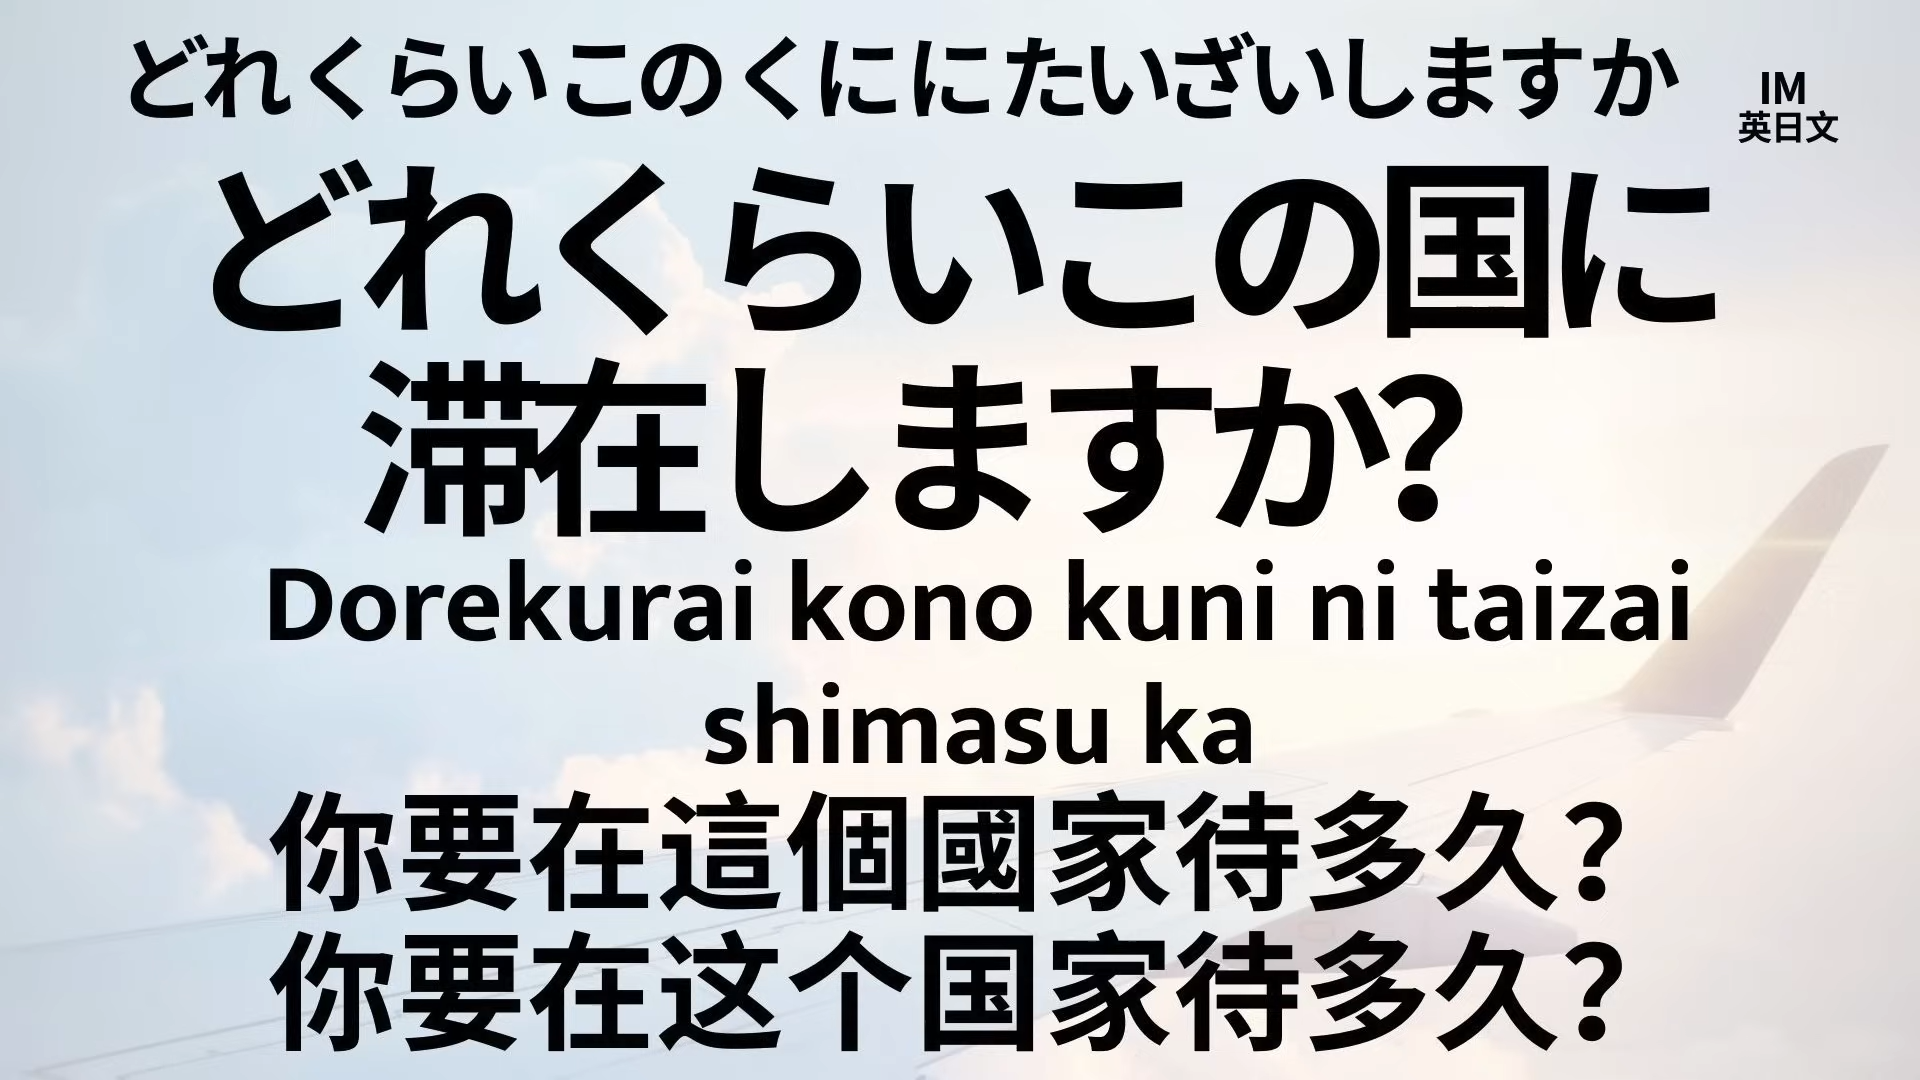 どれくらいこのくににたいざいしますか
IM
英日文
どれくらいこの国に
滞在しますか?
Dorekurai kono kuni ni taizai
shimasu ka
你要在這個國家待多久?
你要在这个国家待多久?